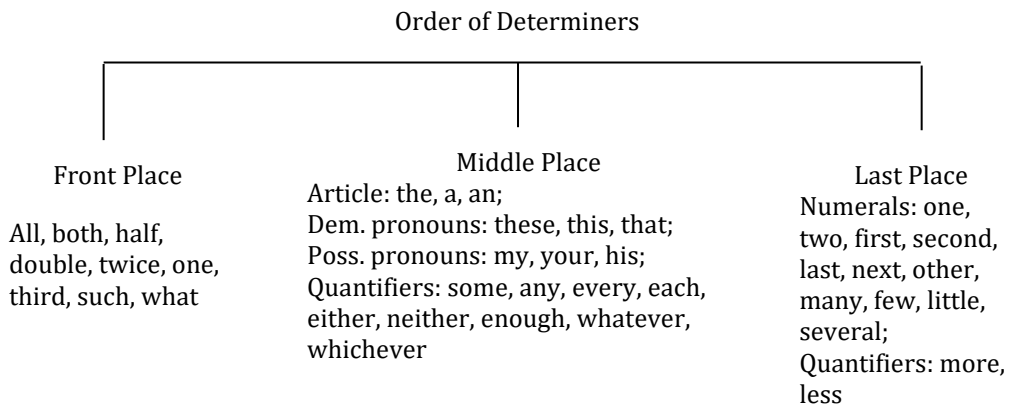 Order of Determiners
Front Place
All, both, half,
double, twice, one,
third, such, what
Middle Place
Article: the, a, an;
Dem. pronouns: these, this, that;
Poss. pronouns: my, your, his;
Quantifiers: some, any, every, each,
either, neither, enough, whatever,
whichever
Last Place
Numerals: one,
two, first, second,
last, next, other,
many, few, little,
several;
Quantifiers: more,
less